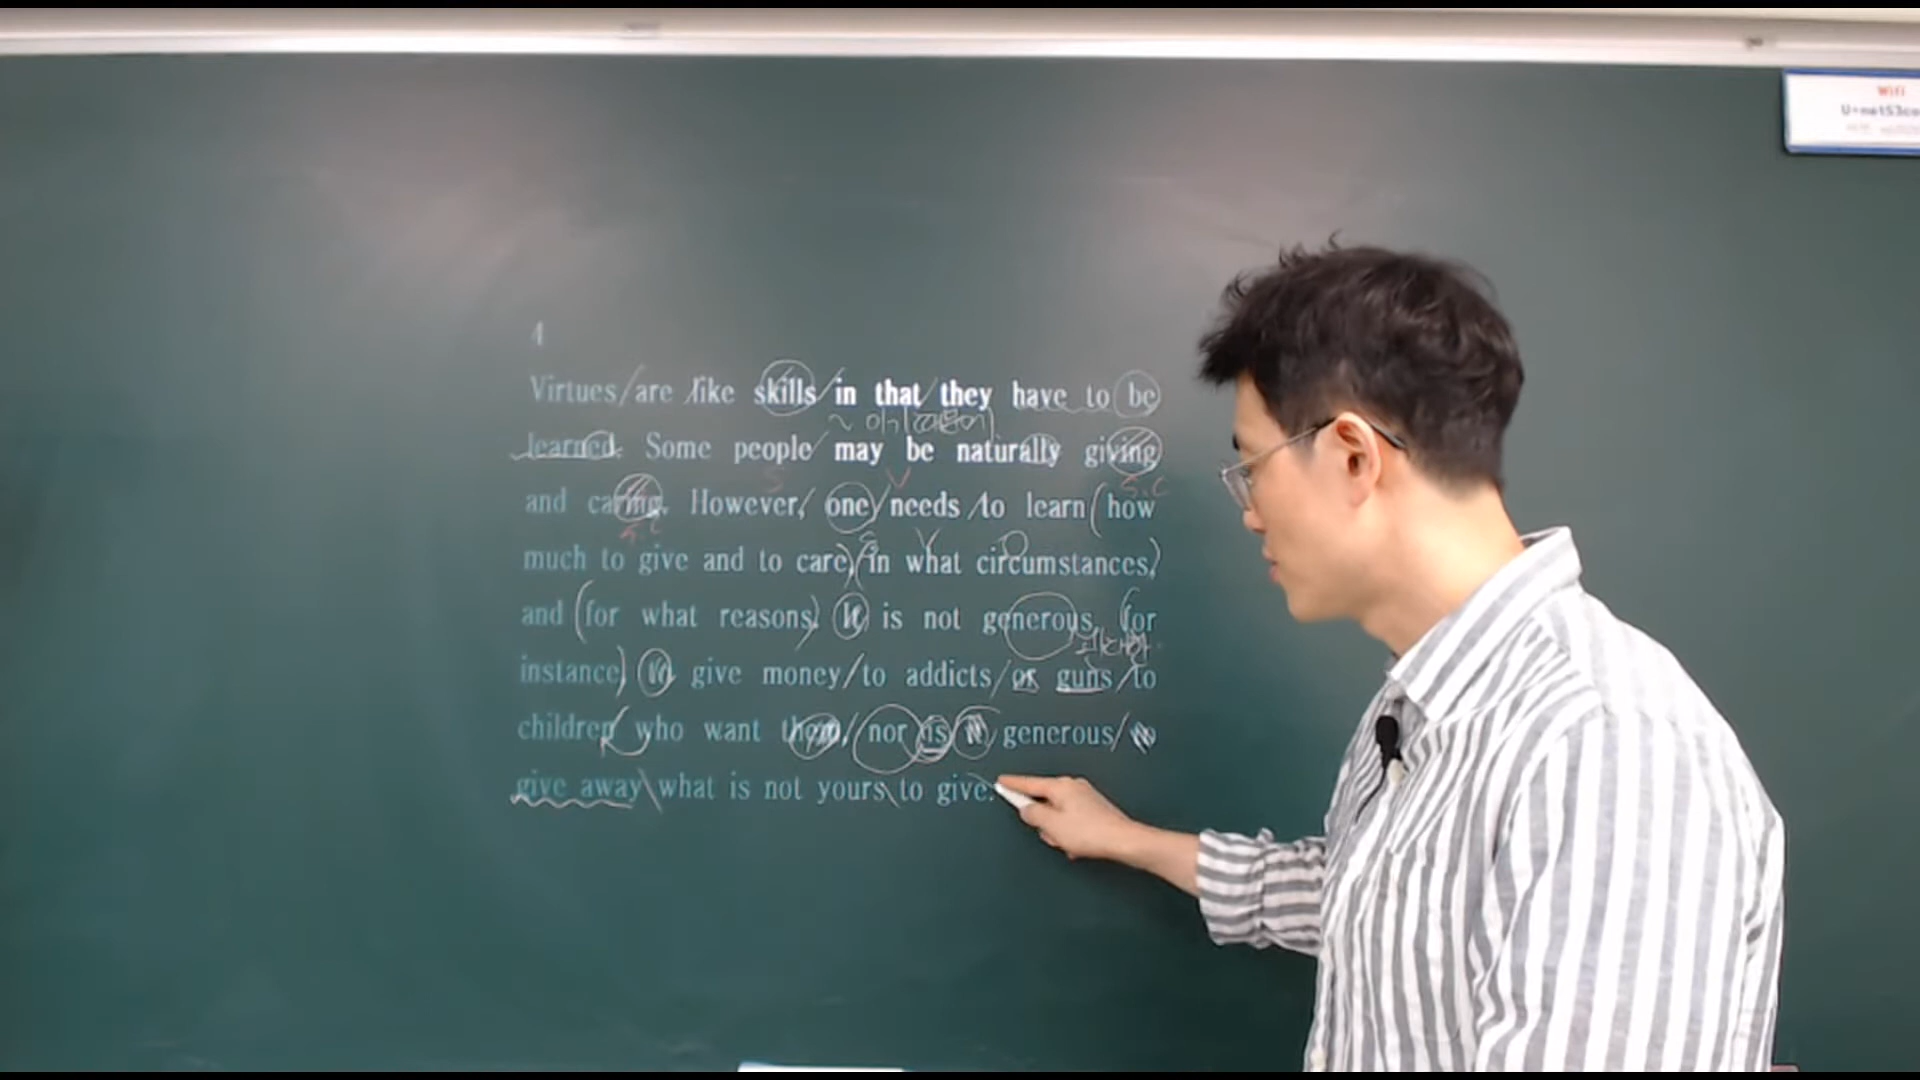 4
Virtues are like skills in that they have to be
learned. Some people may be naturally giving
S V S.C
and caring. However, one needs to learn (how
S.C
much to give and to care), (in what circumstances,)
and (for what reasons). It is not generous, (for
instance), to give money to addicts or guns to
children who want them, nor is it generous to
give away what is not yours to give.
Wifi